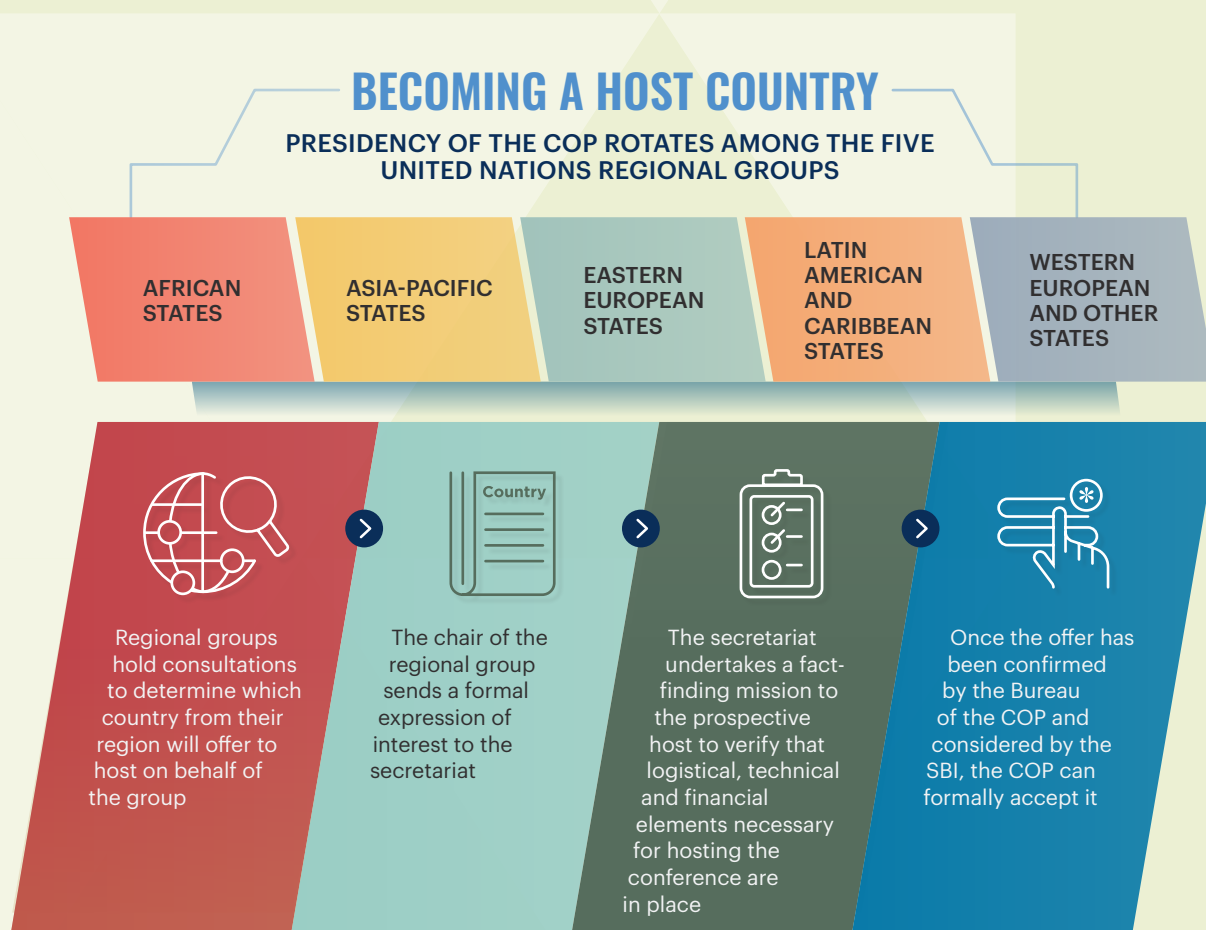 BECOMING A HOST COUNTRY
PRESIDENCY OF THE COP ROTATES AMONG THE FIVE
UNITED NATIONS REGIONAL GROUPS
AFRICAN
STATES
ASIA-PACIFIC
STATES
EASTERN
EUROPEAN
STATES
LATIN
AMERICAN
AND
CARIBBEAN
STATES
WESTERN
EUROPEAN
AND OTHER
STATES
Regional groups
hold consultations
to determine which
country from their
region will offer to
host on behalf of
the group
Country
The chair of the
regional group
sends a formal
expression of
interest to the
secretariat
The secretariat
undertakes a fact-
finding mission to
the prospective
host to verify that
logistical, technical
and financial
elements necessary
for hosting the
conference are
in place
Once the offer has
been confirmed
by the Bureau
of the COP and
considered by the
SBI, the COP can
formally accept it